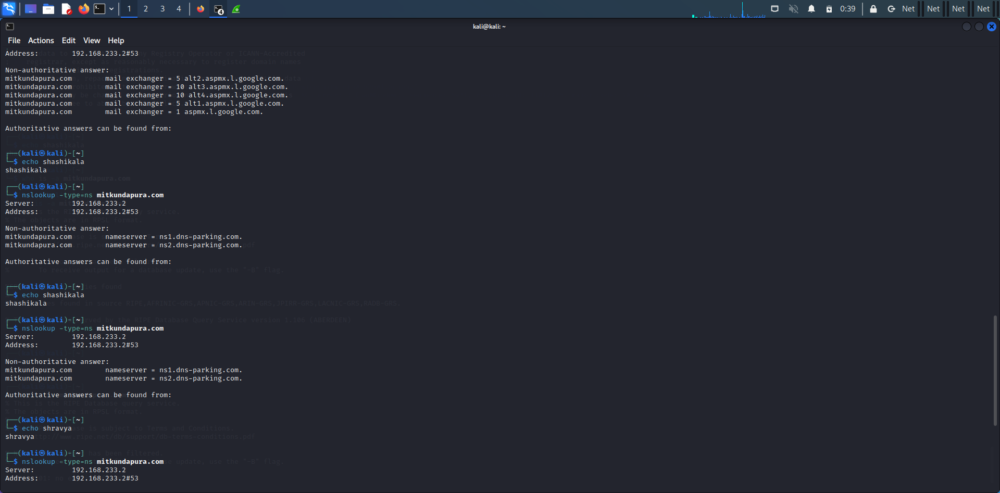 1 2 3 4
4
0:39
Net Net Net Net
kali@kali: ~
File Actions Edit View Help
Address: 192.168.233.2#53
Non-authoritative answer:
mitkundapura.com mail exchanger = 5 alt2.aspmx.l.google.com.
mitkundapura.com mail exchanger = 10 alt3.aspmx.l.google.com.
mitkundapura.com mail exchanger = 10 alt4.aspmx.l.google.com.
mitkundapura.com mail exchanger = 5 alt1.aspmx.l.google.com.
mitkundapura.com mail exchanger = 1 aspmx.l.google.com.
Authoritative answers can be found from:
┌──(kali㉿kali)-[~]
└─$ echo shashikala
shashikala
┌──(kali㉿kali)-[~]
└─$ nslookup -type=ns mitkundapura.com
Server: 192.168.233.2
Address: 192.168.233.2#53
Non-authoritative answer:
mitkundapura.com nameserver = ns1.dns-parking.com.
mitkundapura.com nameserver = ns2.dns-parking.com.
Authoritative answers can be found from:
┌──(kali㉿kali)-[~]
└─$ echo shashikala
shashikala
┌──(kali㉿kali)-[~]
└─$ nslookup -type=ns mitkundapura.com
Server: 192.168.233.2
Address: 192.168.233.2#53
Non-authoritative answer:
mitkundapura.com nameserver = ns1.dns-parking.com.
mitkundapura.com nameserver = ns2.dns-parking.com.
Authoritative answers can be found from:
┌──(kali㉿kali)-[~]
└─$ echo shravya
shravya
┌──(kali㉿kali)-[~]
└─$ nslookup -type=ns mitkundapura.com
Server: 192.168.233.2
Address: 192.168.233.2#53